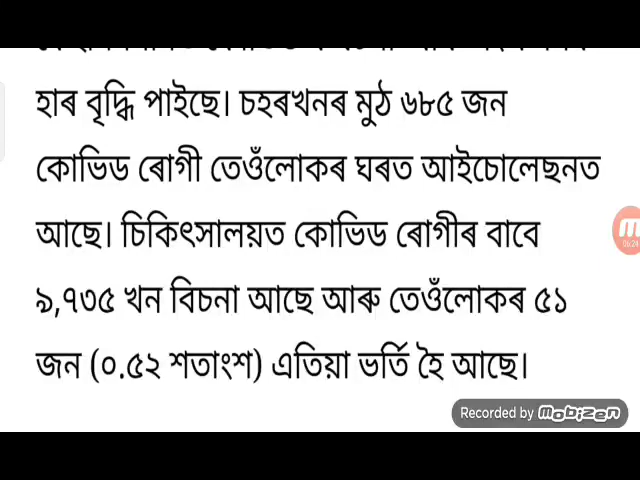 হাৰ বৃদ্ধি পাইছে। চহৰখনৰ মুঠ ৬৮৫ জন
কোভিড ৰোগী তেওঁলোকৰ ঘৰত আইচোলেছনত
আছে। চিকিৎসালয়ত কোভিড ৰোগীৰ বাবে
৯,৭৩৫ খন বিচনা আছে আৰু তেওঁলোকৰ ৫১
জন (০.৫২ শতাংশ) এতিয়া ভৰ্তি হৈ আছে।
Recorded by Mobizen